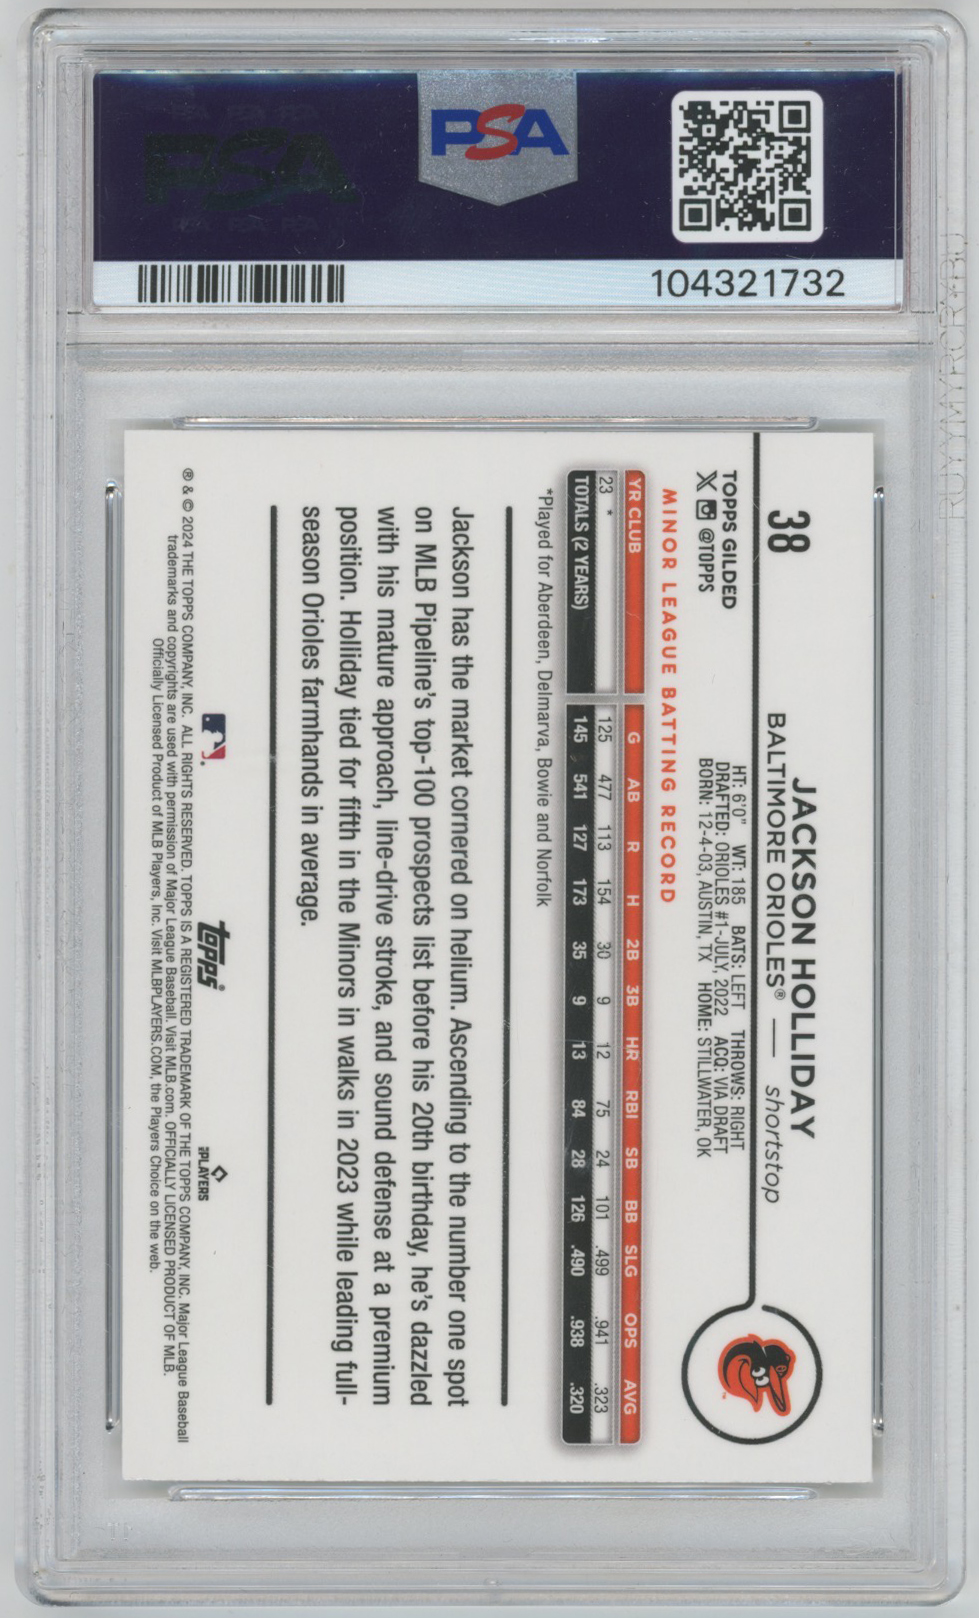 PSA
PSA
104321732
38
JACKSON HOLLIDAY
BALTIMORE ORIOLES® — shortstop
TOPPS GILDED
X @TOPPS
HT: 6'0" WT: 185 BATS: LEFT THROWS: RIGHT
DRAFTED: ORIOLES #1-JULY, 2022 ACQ: VIA DRAFT
BORN: 12-4-03, AUSTIN, TX HOME: STILLWATER, OK
MINOR LEAGUE BATTING RECORD
YR CLUB G AB R H 2B 3B HR RBI SB BB SLG OPS AVG
23 * 125 477 113 154 30 9 12 75 24 101 .499 .941 .323
TOTALS (2 YEARS) 145 541 127 173 35 9 13 84 28 126 .490 .938 .320
*Played for Aberdeen, Delmarva, Bowie and Norfolk
Jackson has the market cornered on helium. Ascending to the number one spot
on MLB Pipeline's top-100 prospects list before his 20th birthday, he's dazzled
with his mature approach, line-drive stroke, and sound defense at a premium
position. Holliday tied for fifth in the Minors in walks in 2023 while leading full-
season Orioles farmhands in average.
topps®
PLAYERS
® & © 2024 THE TOPPS COMPANY, INC. ALL RIGHTS RESERVED. TOPPS IS A REGISTERED TRADEMARK OF THE TOPPS COMPANY, INC. Major League Baseball
trademarks and copyrights are used with permission of Major League Baseball. Visit MLB.com. OFFICIALLY LICENSED PRODUCT OF MLB.
Officially Licensed Product of MLB Players, Inc. Visit MLBPLAYERS.COM, the Players Choice on the web.